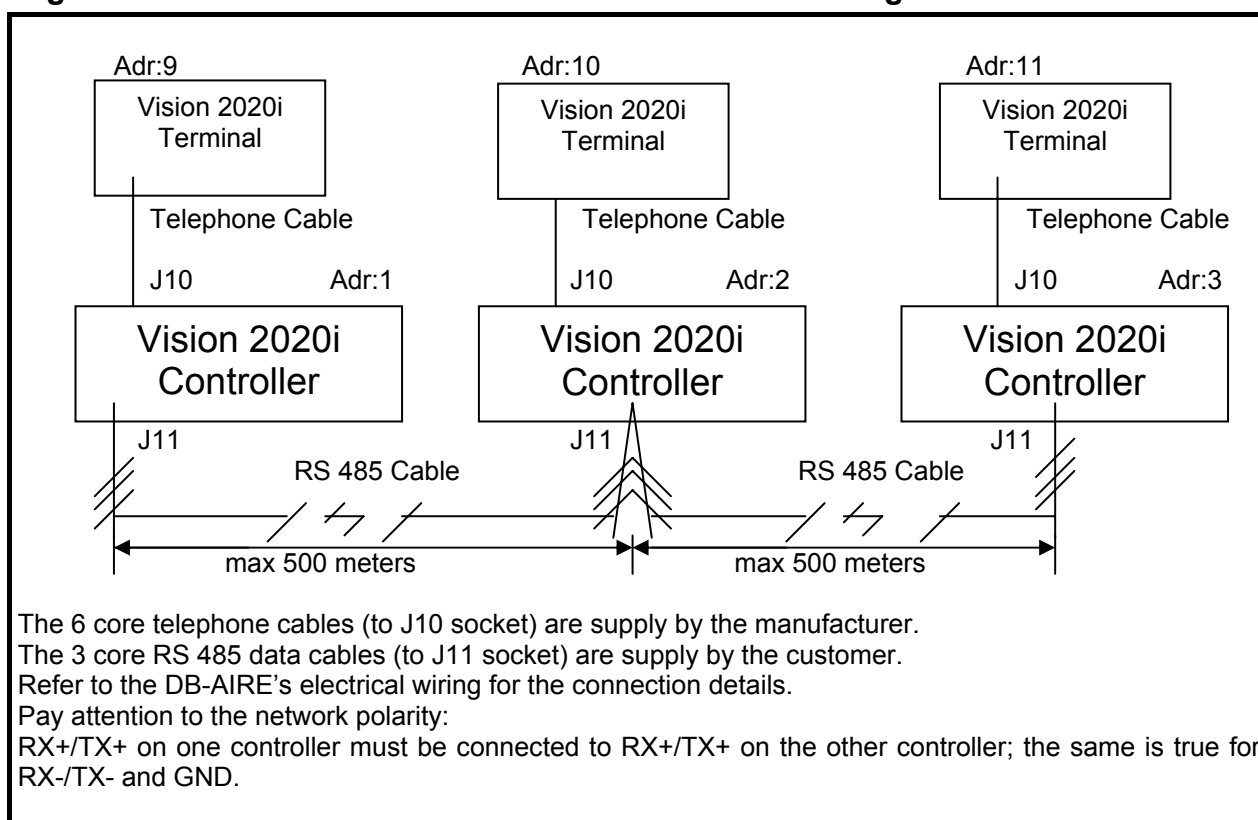 Adr:9
Adr:10
Adr:11
Vision 2020i
Terminal
Vision 2020i
Terminal
Vision 2020i
Terminal
Telephone Cable
Telephone Cable
Telephone Cable
J10
Adr:1
J10
Adr:2
J10
Adr:3
Vision 2020i
Controller
Vision 2020i
Controller
Vision 2020i
Controller
J11
J11
J11
RS 485 Cable
RS 485 Cable
max 500 meters
max 500 meters
The 6 core telephone cables (to J10 socket) are supply by the manufacturer.
The 3 core RS 485 data cables (to J11 socket) are supply by the customer.
Refer to the DB-AIRE’s electrical wiring for the connection details.
Pay attention to the network polarity:
RX+/TX+ on one controller must be connected to RX+/TX+ on the other controller; the same is true for
RX-/TX- and GND.